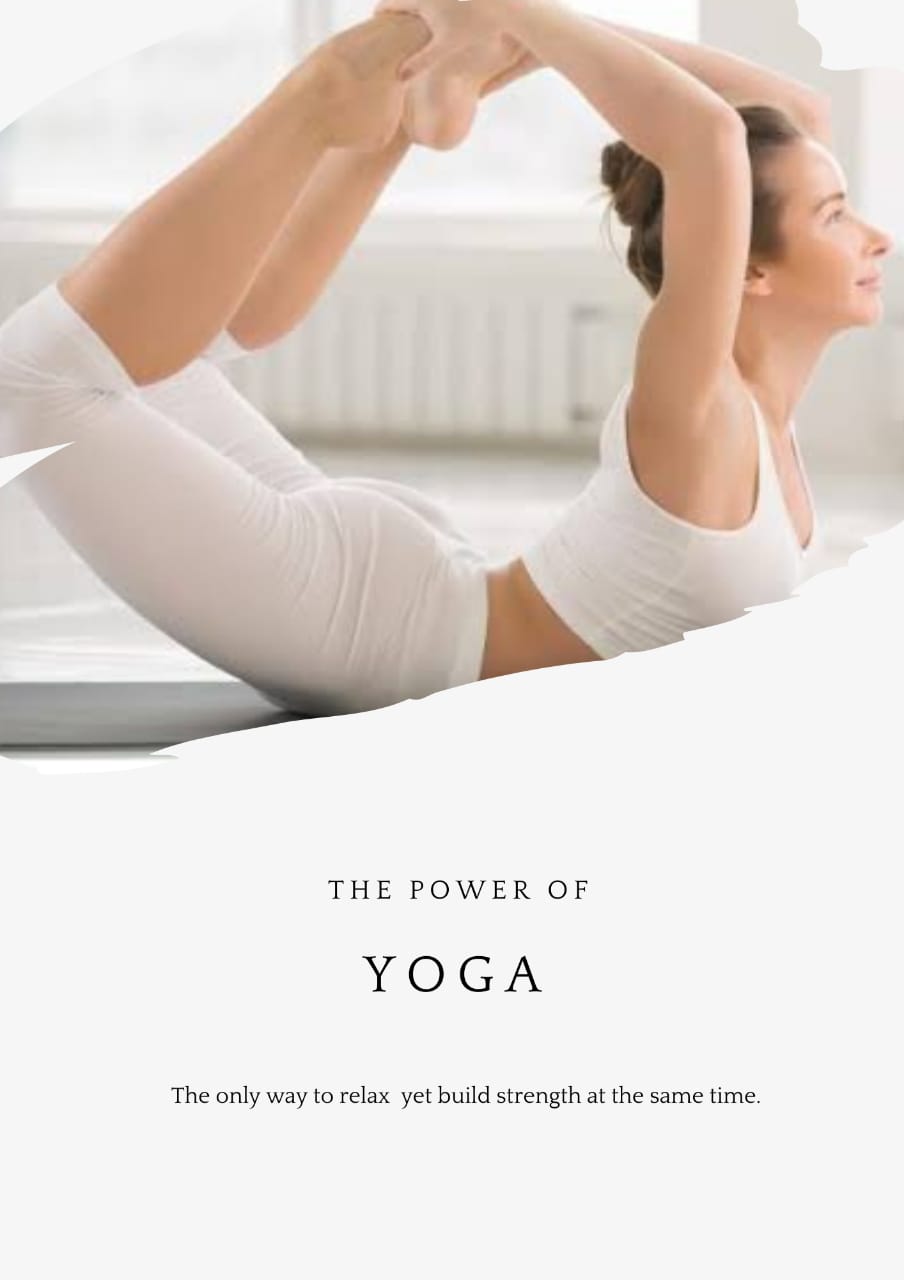 THE POWER OF
YOGA
The only way to relax  yet build strength at the same time.